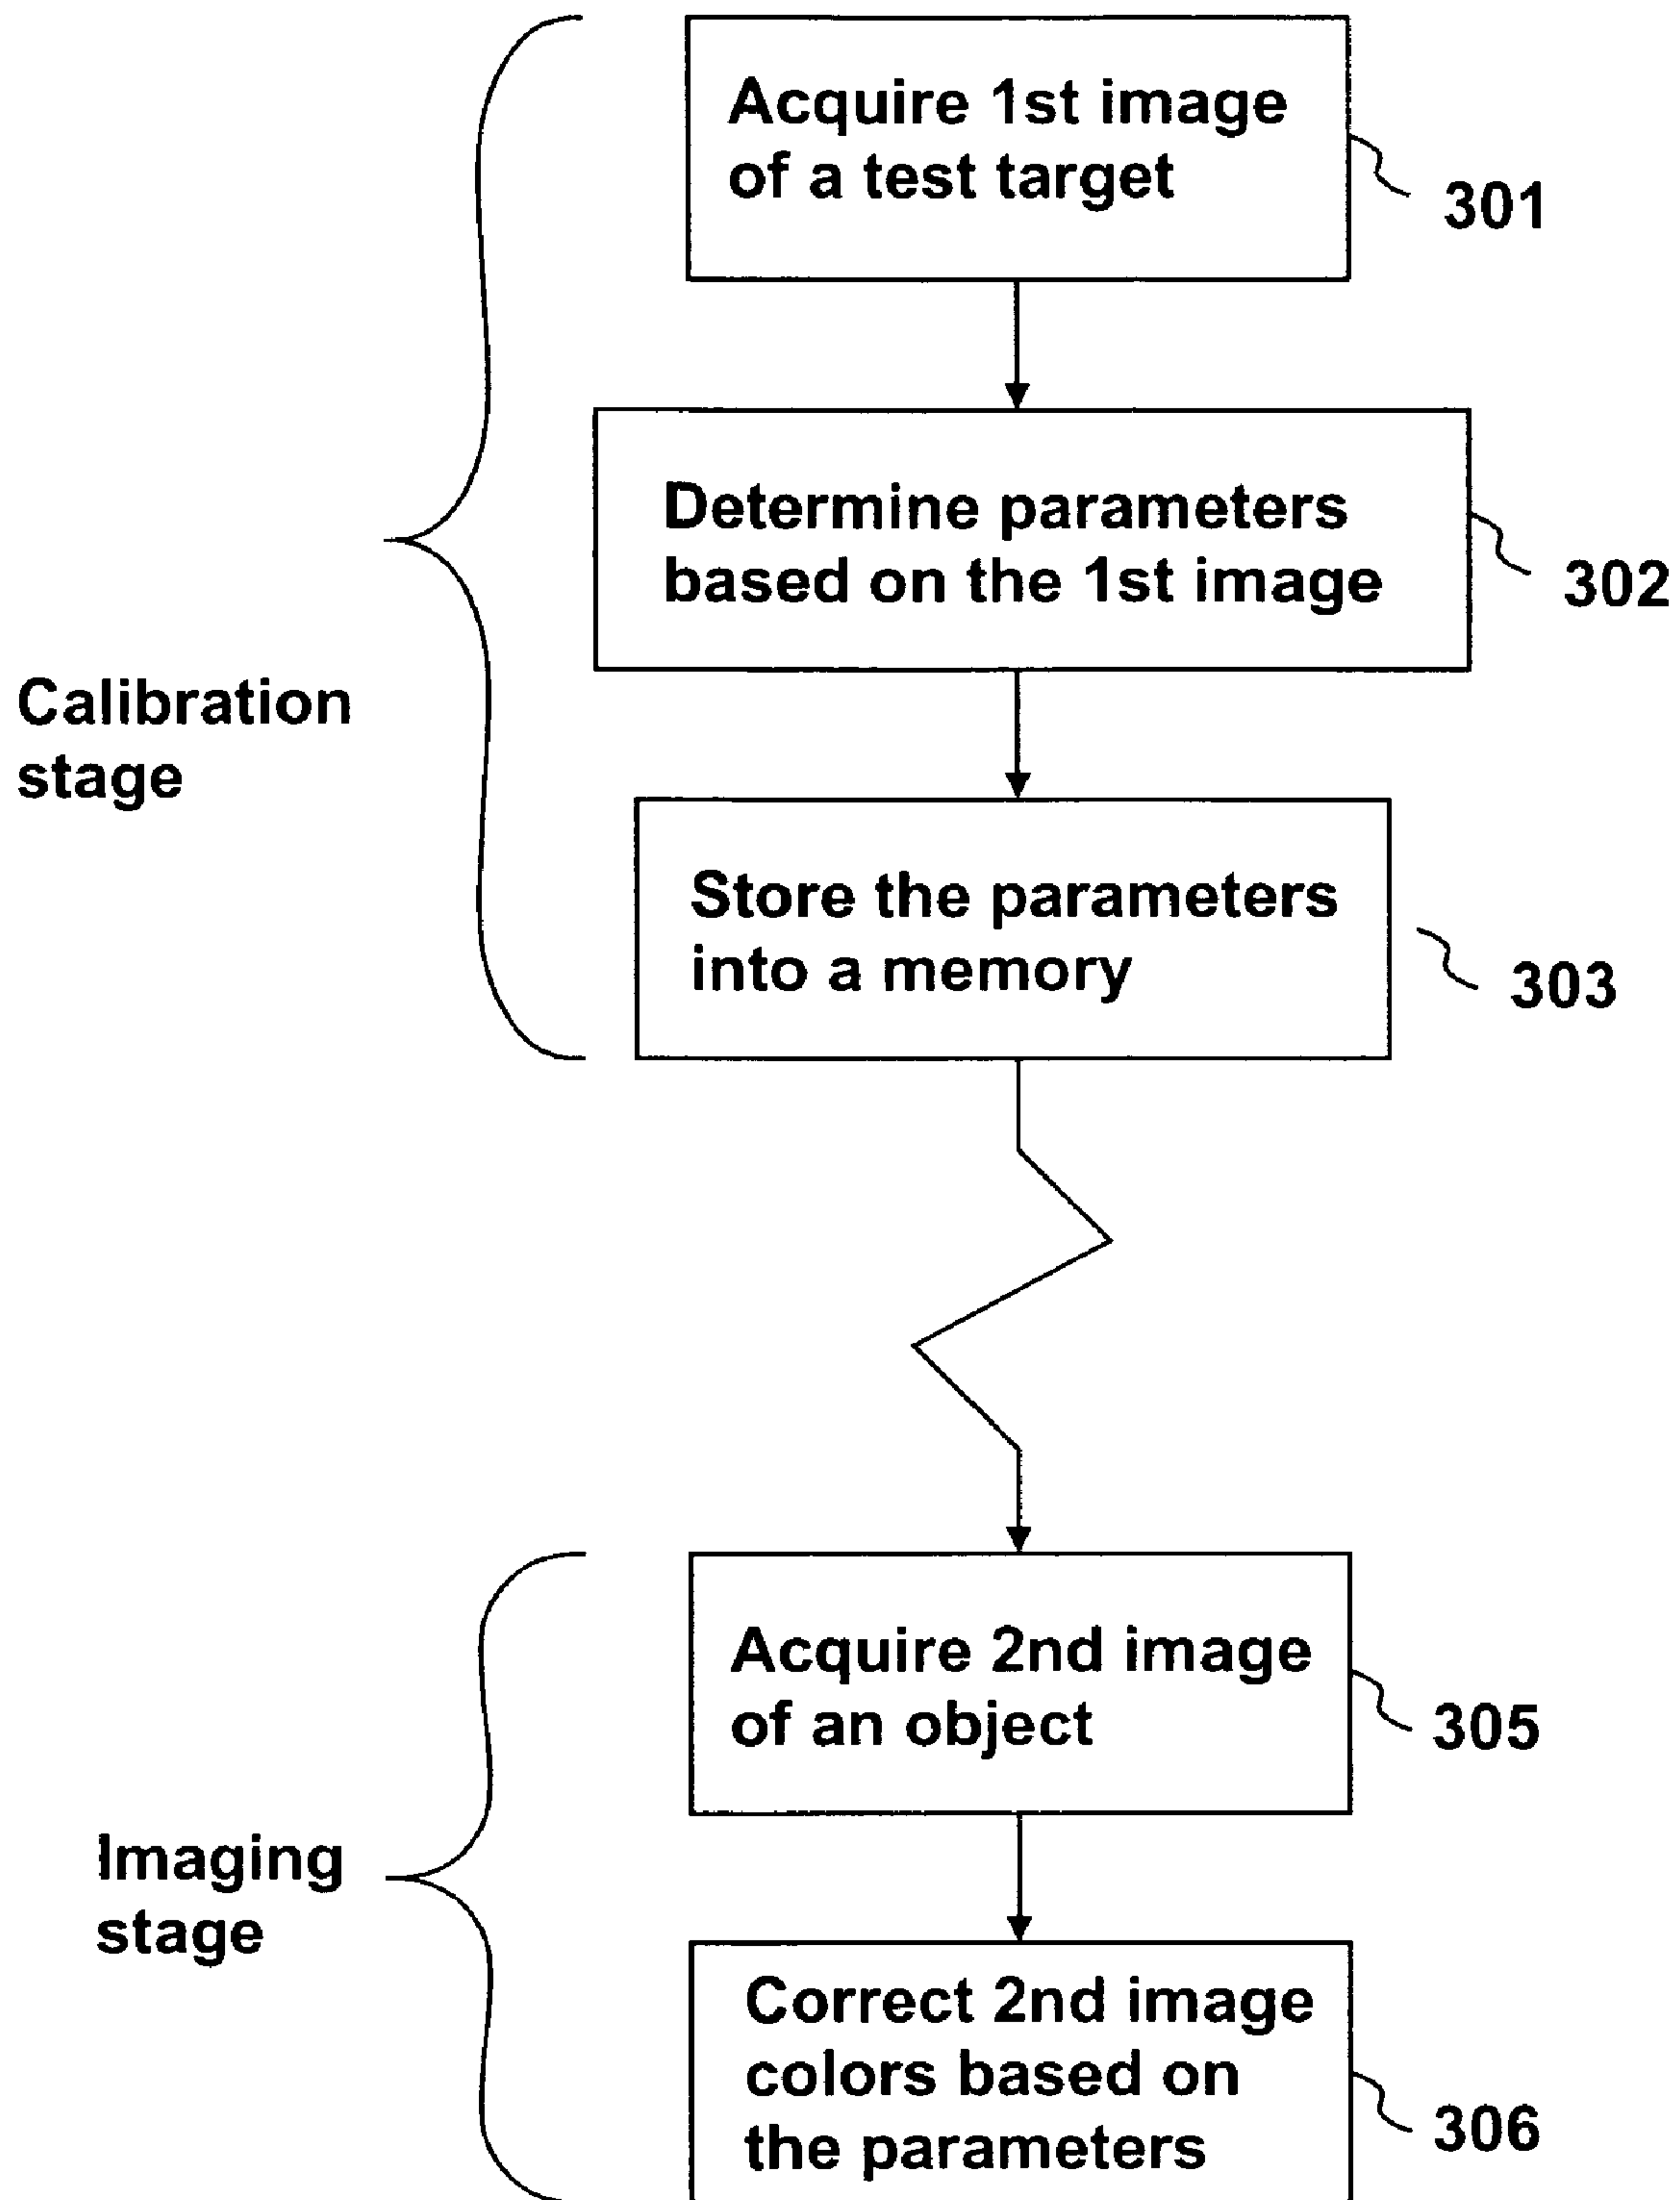 Acquire 1st image
of a test target
301
Determine parameters
based on the 1st image
302
Calibration
stage
Store the parameters
into a memory
303
Acquire 2nd image
of an object
305
Imaging
stage
Correct 2nd image
colors based on
the parameters
306